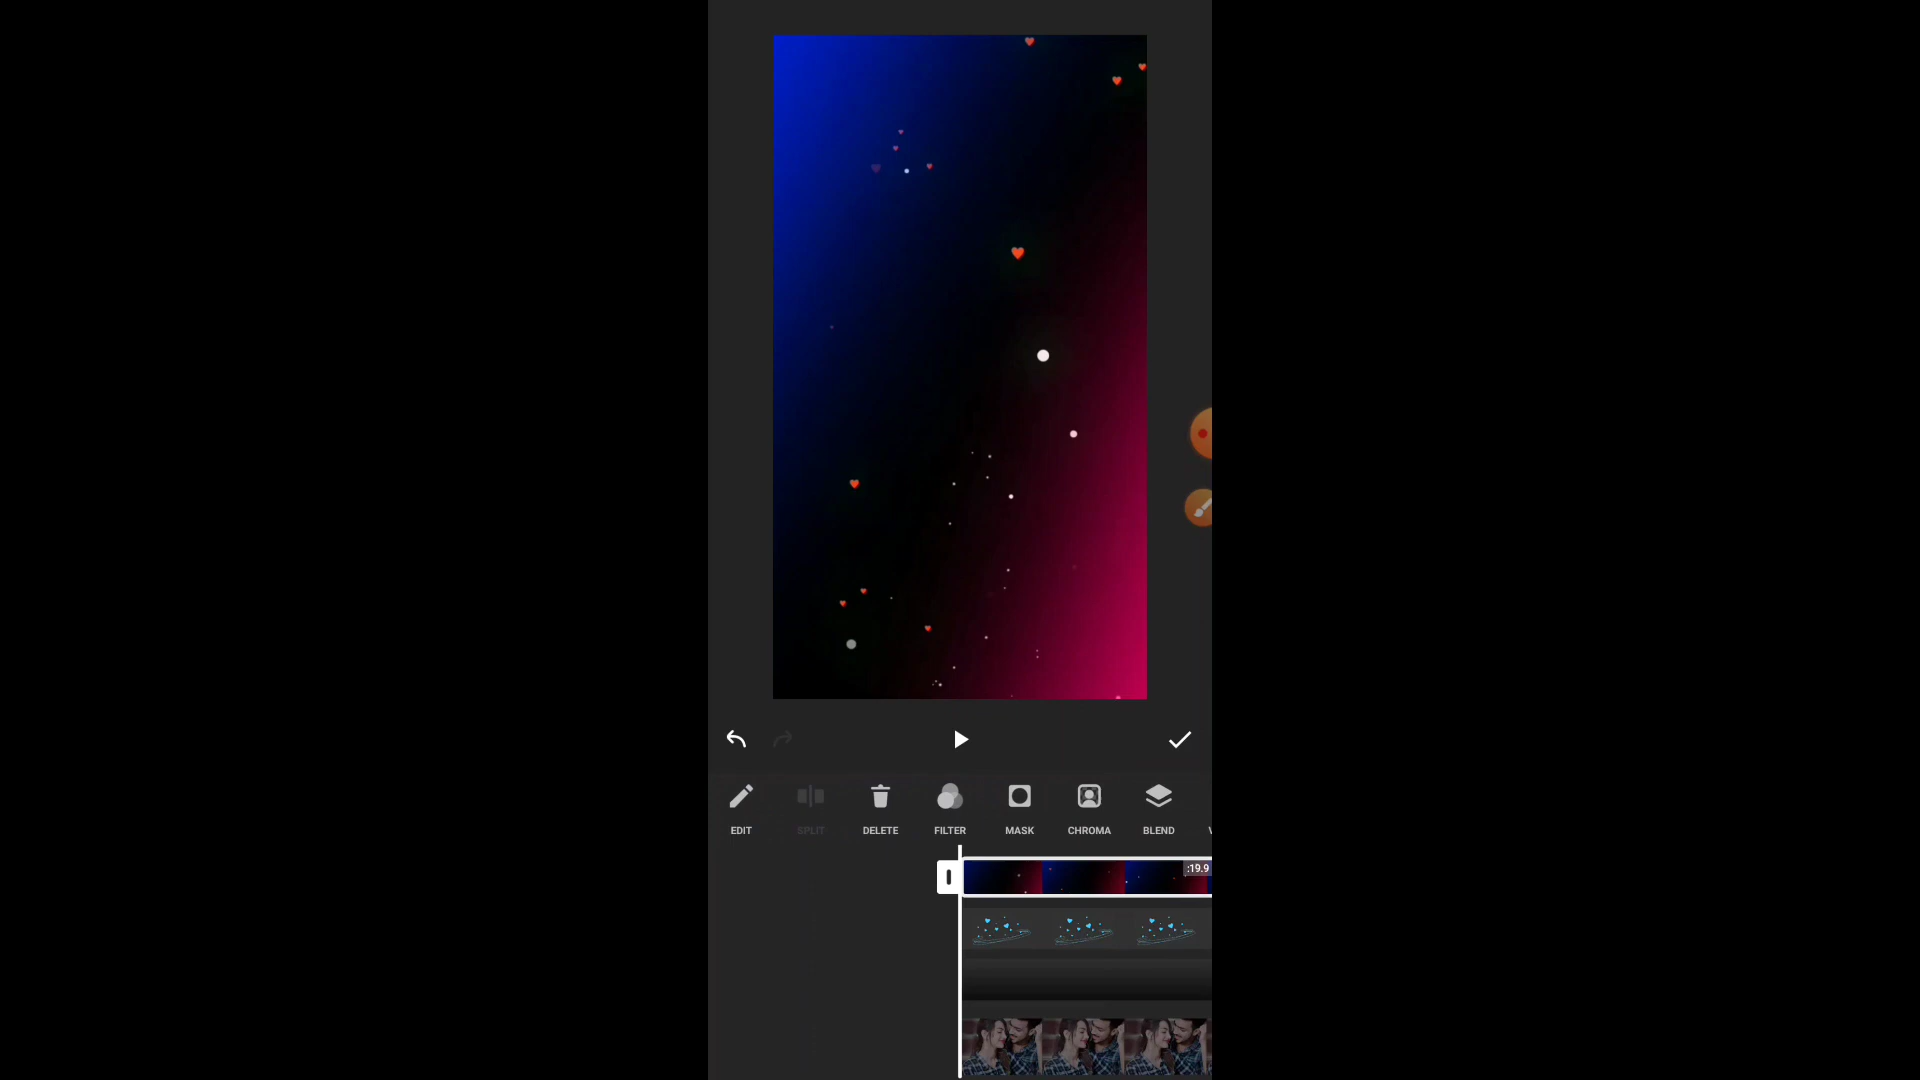 EDIT
SPLIT
DELETE
FILTER
MASK
CHROMA
BLEND
:19.9